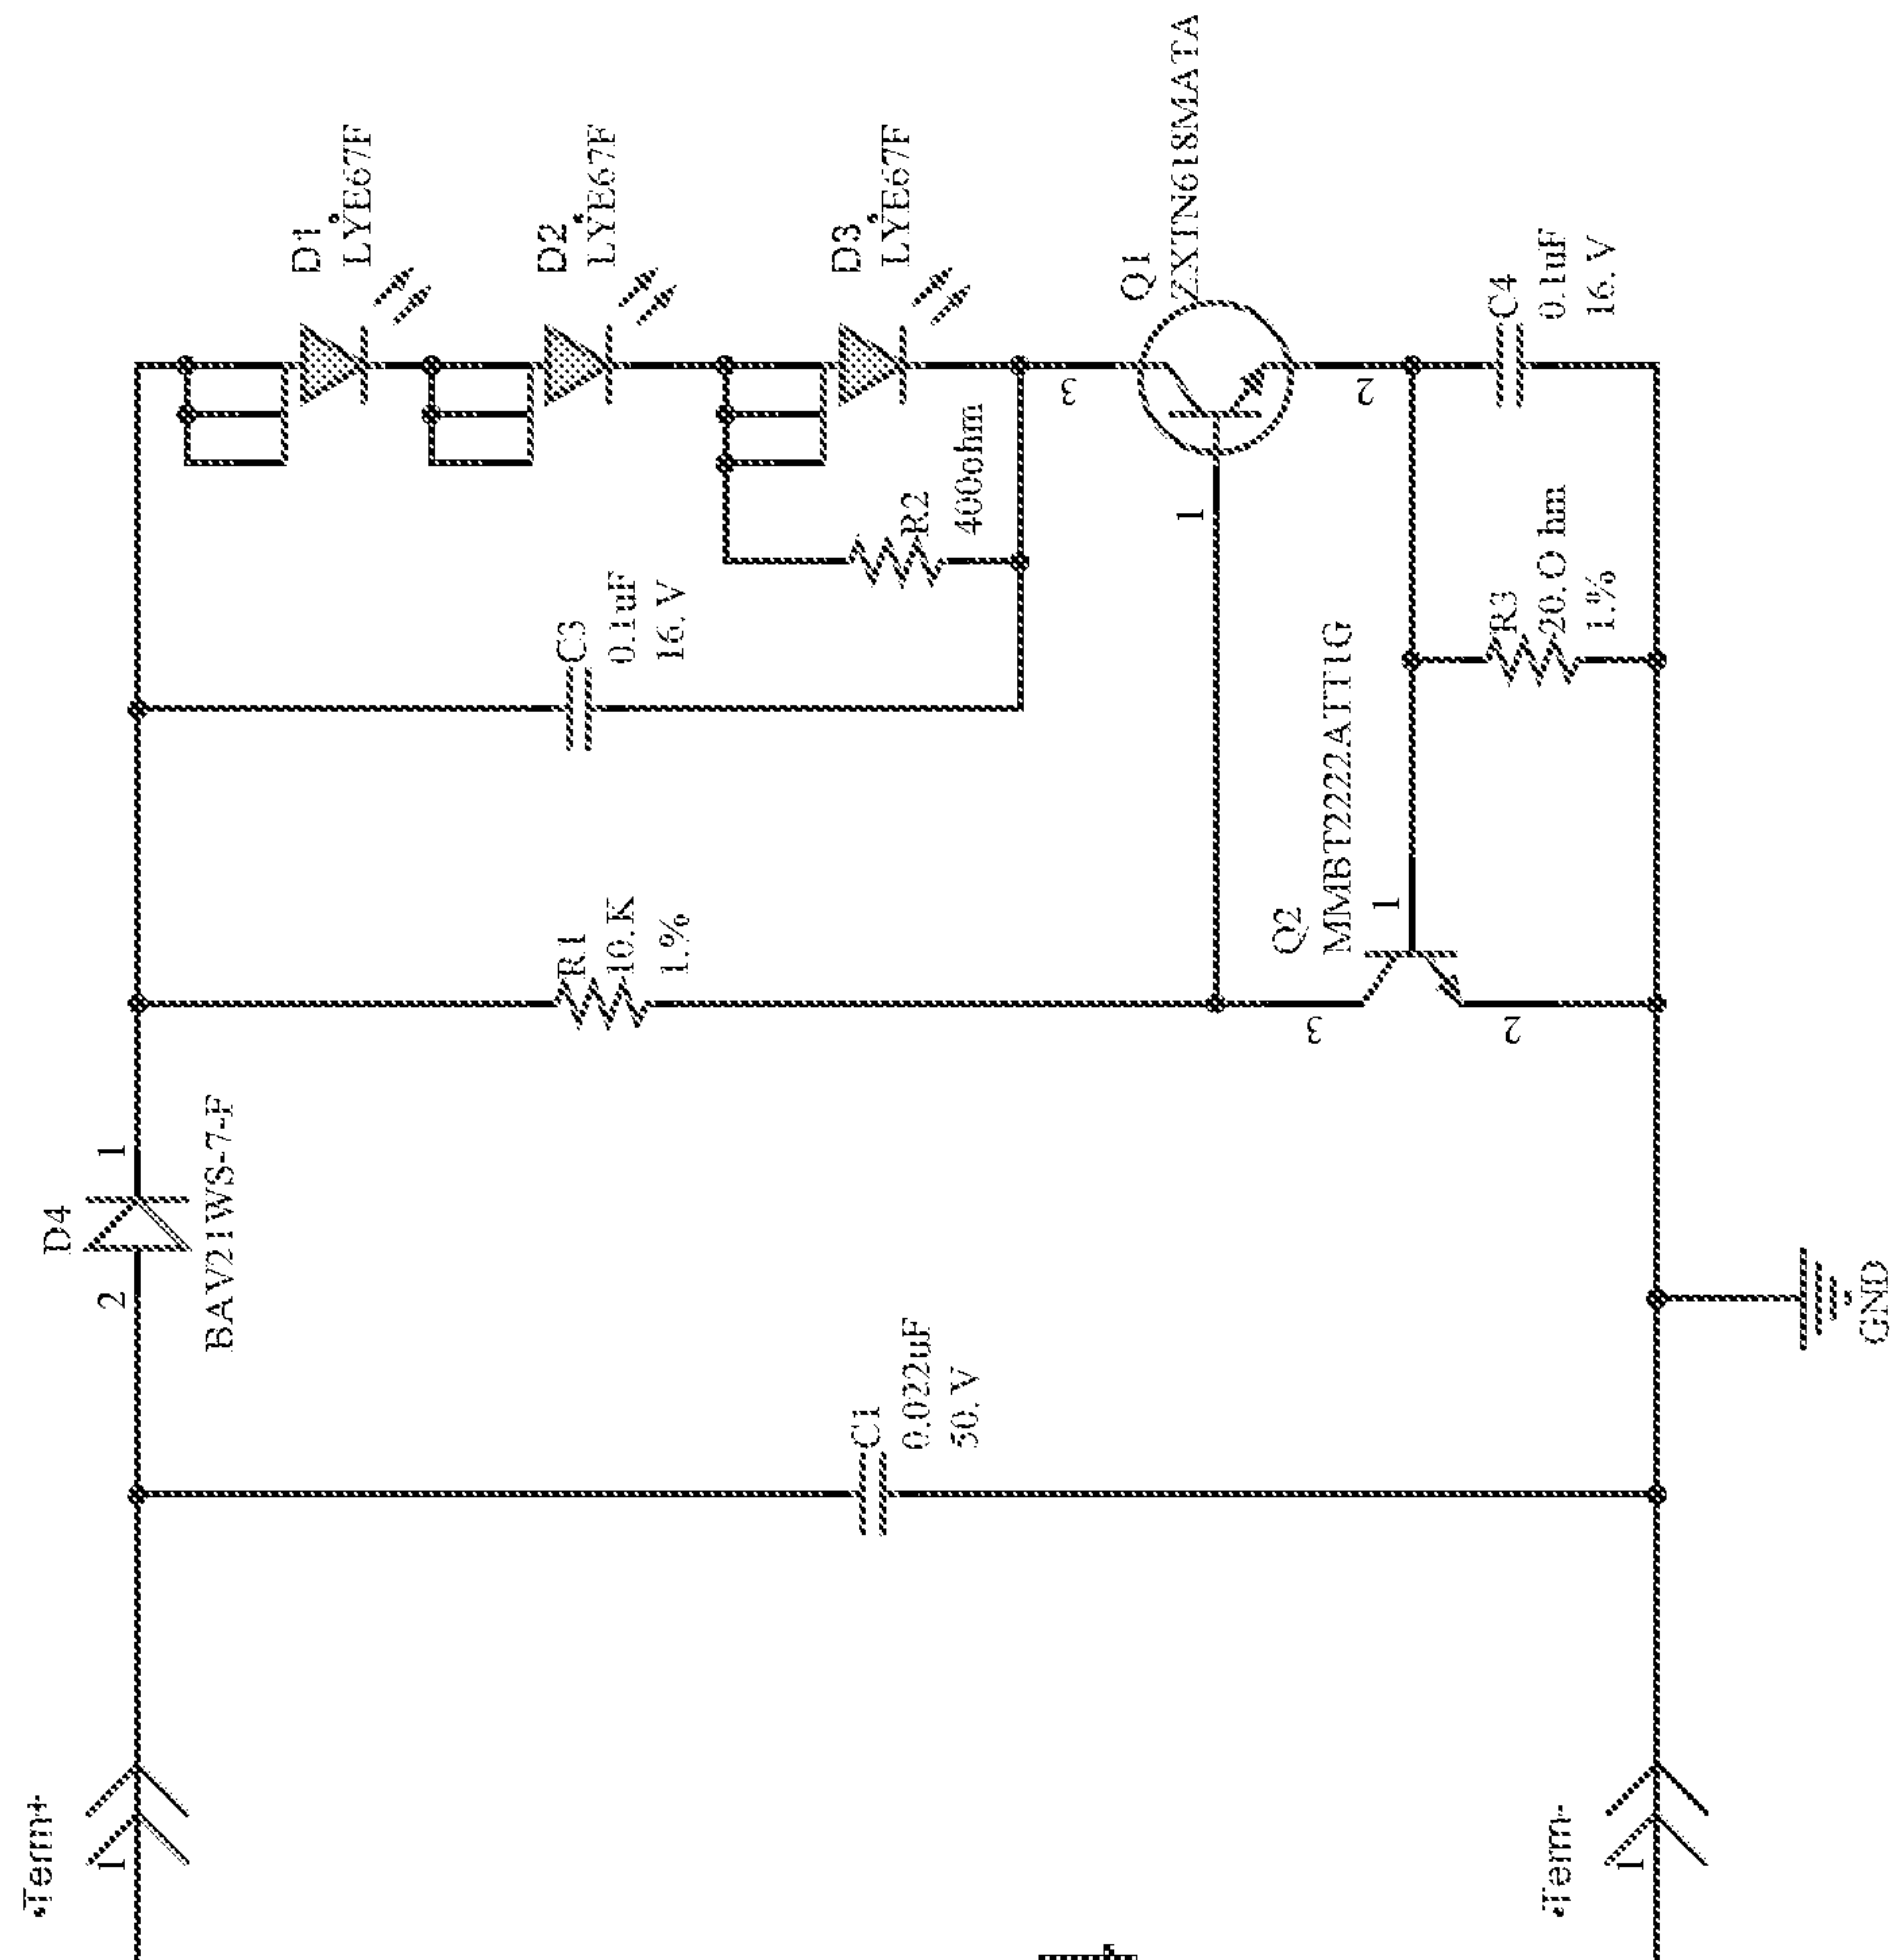 Term+
1
Term-
1
C1
0.022uF
50.V
GND
D4
2
1
BAV21WS-7-F
R1
10.K
1.%
Q2
MMBT2222ATT1G
1
3
2
C3
0.1uF
16.V
R2
400ohm
R3
20.O hm
1.%
1
D1
LYE67F
D2
LYE67F
D3
LYE67F
Q1
ZXTN618MATA
3
2
C4
0.1uF
16.V